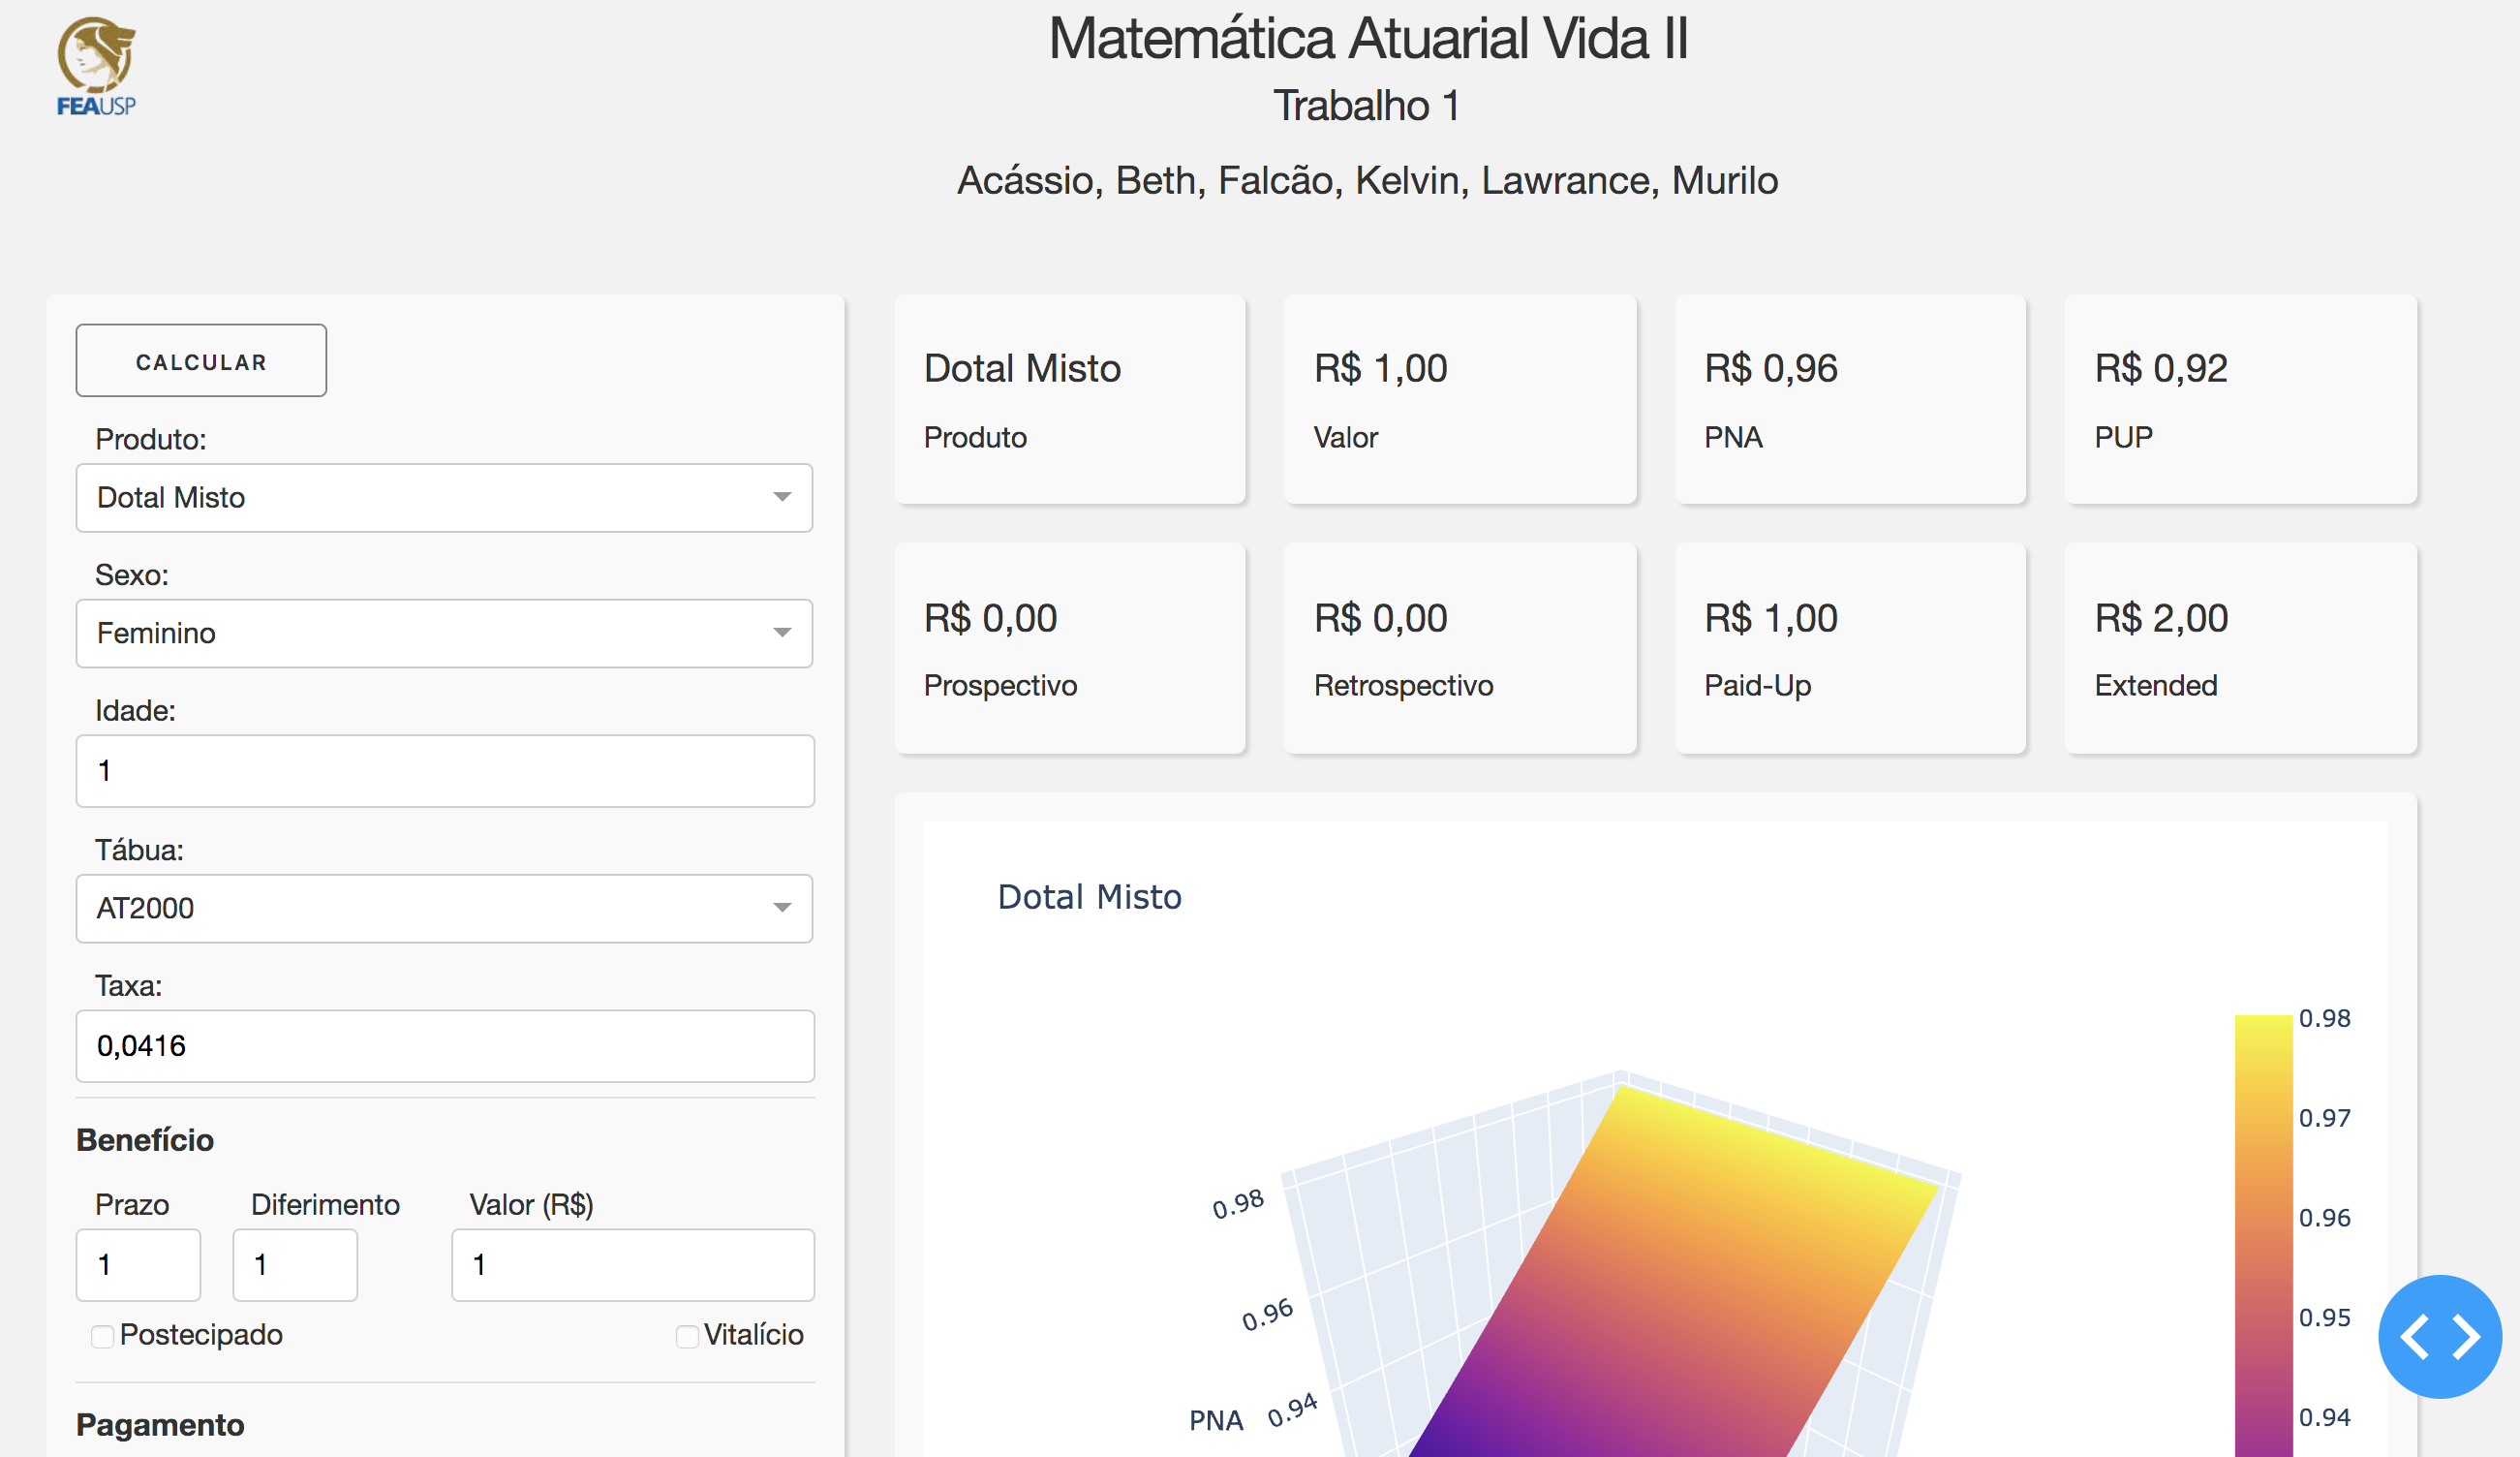 FEAUSP
Matemática Atuarial Vida II
Trabalho 1
Acássio, Beth, Falcão, Kelvin, Lawrance, Murilo
CALCULAR
Produto:
Dotal Misto
Sexo:
Feminino
Idade:
1
Tábua:
AT2000
Taxa:
0,0416
Benefício
Prazo Diferimento Valor (R$)
1 1 1
Postecipado Vitalício
Pagamento
Dotal Misto
Produto
R$ 1,00
Valor
R$ 0,96
PNA
R$ 0,92
PUP
R$ 0,00
Prospectivo
R$ 0,00
Retrospectivo
R$ 1,00
Paid-Up
R$ 2,00
Extended
Dotal Misto
0.98
0.96
PNA 0.94
0.98
0.97
0.96
0.95
0.94